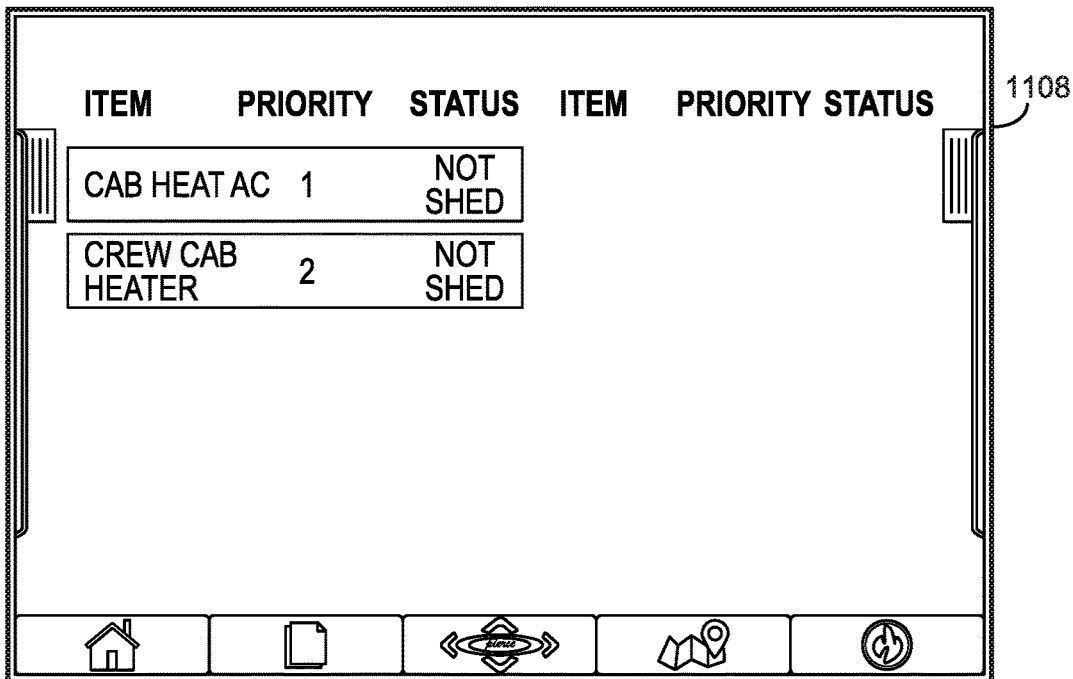 ITEM PRIORITY STATUS ITEM PRIORITY STATUS
1108
CAB HEAT AC 1 NOT SHED
CREW CAB HEATER 2 NOT SHED
pierce